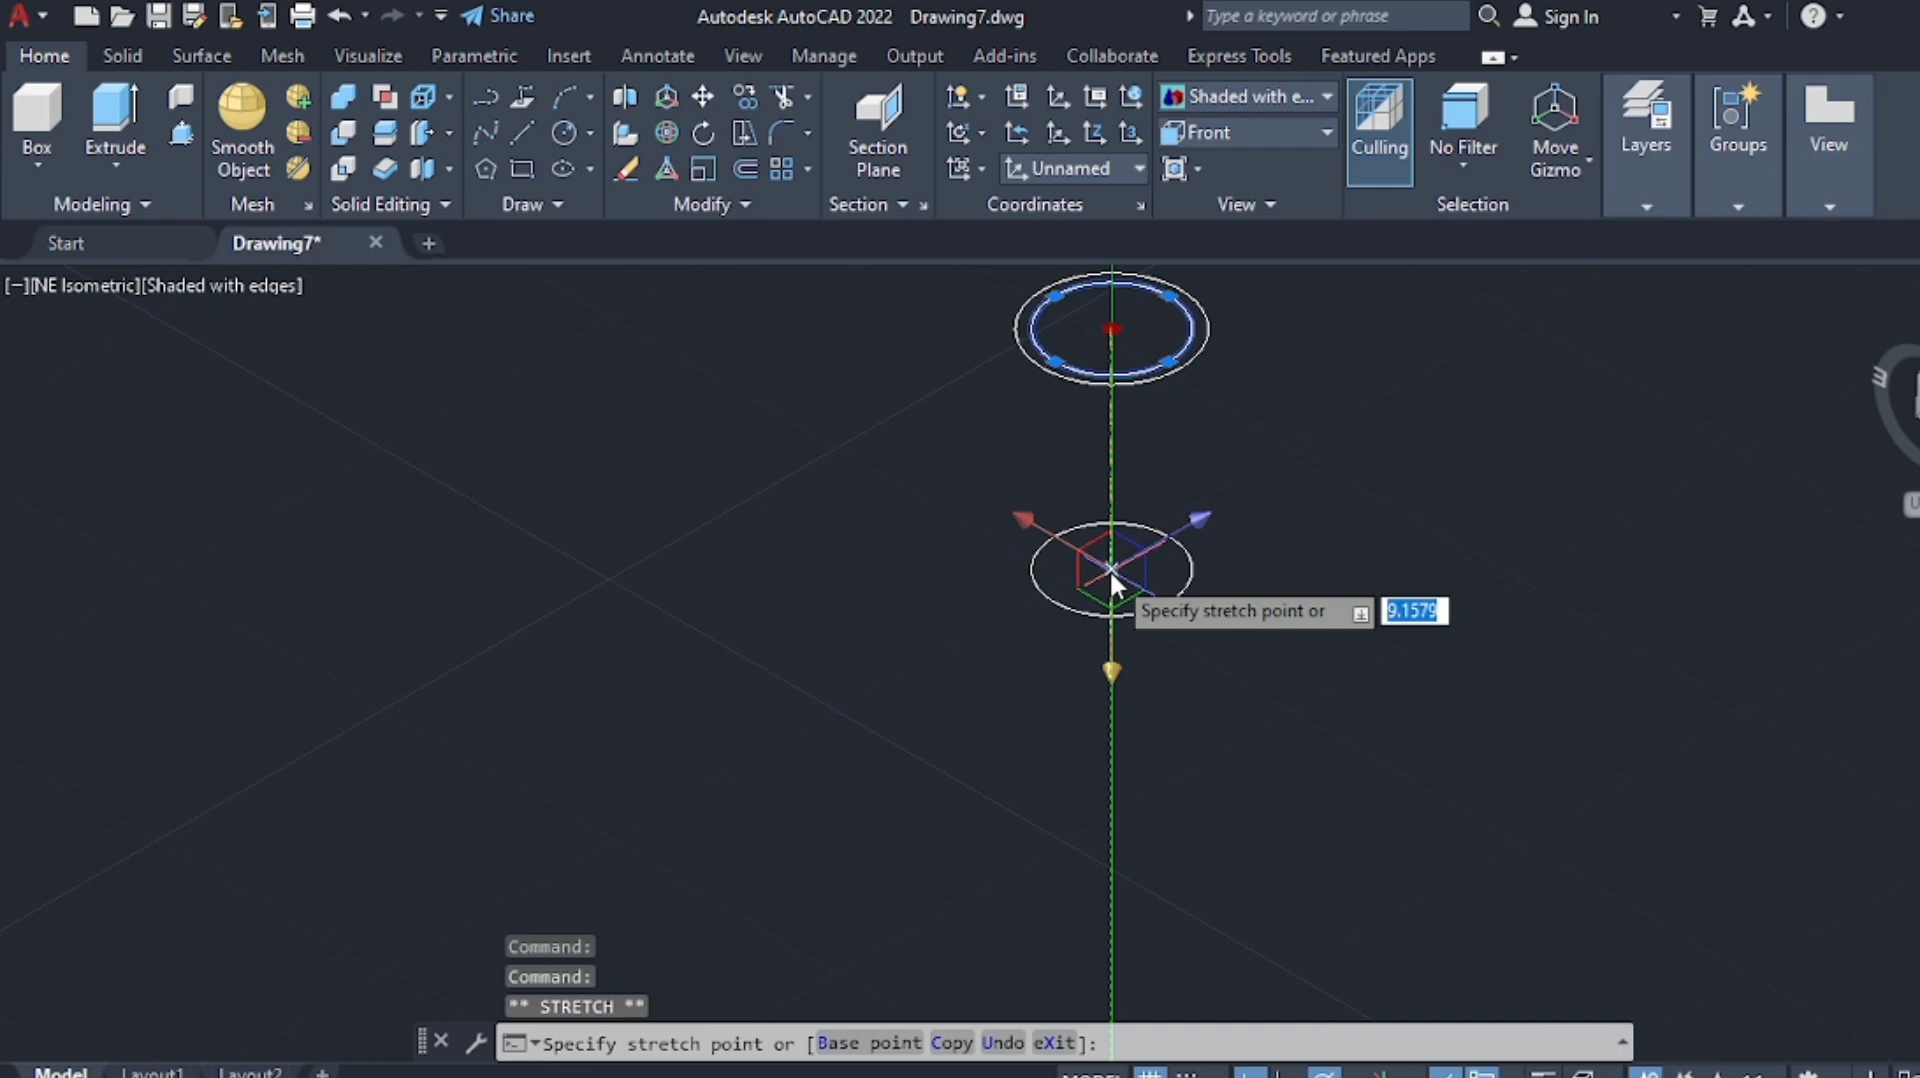 Share
Autodesk AutoCAD 2022 Drawing7.dwg
Type a keyword or phrase
Sign In
Home Solid Surface Mesh Visualize Parametric Insert Annotate View Manage Output Add-ins Collaborate Express Tools Featured Apps
Shaded with e...
Front
Box Extrude Smooth Object
Section Plane
Unnamed
Culling No Filter Move Gizmo
Layers Groups View
Modeling Mesh Solid Editing Draw Modify Section Coordinates View Selection
Start Drawing7*
[−][NE Isometric][Shaded with edges]
Specify stretch point or 9.1579
Command:
Command:
** STRETCH **
Specify stretch point or [Base point Copy Undo eXit]:
Model Layout1 Layout2 +
MODEL